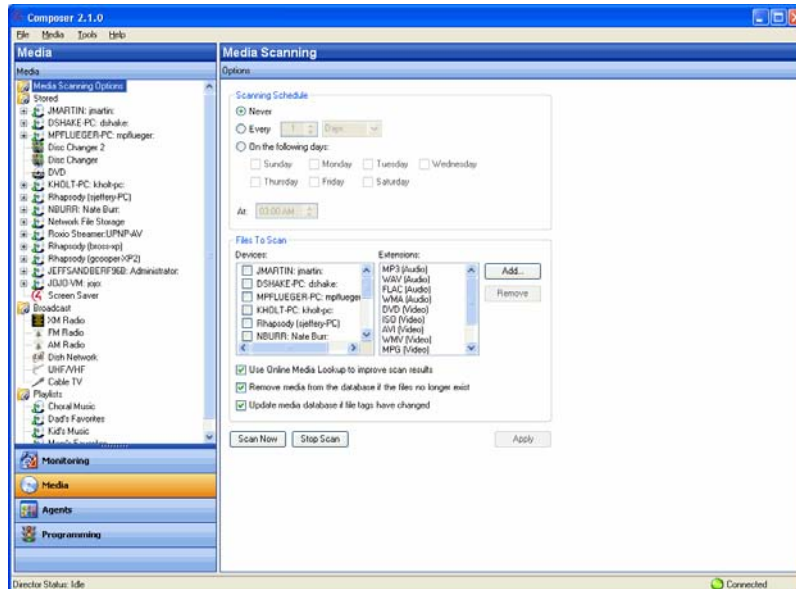 Composer 2.1.0
File Media Tools Help
Media
Media
Media Scanning Options
Stored
JMARTIN: jmartin:
DSHAKE-PC: dshake:
MPFLUEGER-PC: mpflueger:
Disc Changer 2
Disc Changer
DVD
KHOLT-PC: kholt-pc:
Rhapsody (sjeffery-PC)
NBURR: Nate Burr:
Network File Storage
Roxio Streamer:UPNP-AV
Rhapsody (bross-xp)
Rhapsody (gcooper-XP2)
JEFFSANDBERF96B: Administrator:
JOJO-VM: jojo:
Screen Saver
Broadcast
XM Radio
FM Radio
AM Radio
Dish Network
UHF/VHF
Cable TV
Playlists
Choral Music
Dad's Favorites
Kid's Music
Monitoring
Media
Agents
Programming
Media Scanning
Options
Scanning Schedule
Never
Every 1 Days
On the following days:
Sunday Monday Tuesday Wednesday
Thursday Friday Saturday
At: 03:00 AM
Files To Scan
Devices: Extensions:
JMARTIN: jmartin:
DSHAKE-PC: dshake:
MPFLUEGER-PC: mpflueger
KHOLT-PC: kholt-pc:
Rhapsody (sjeffery-PC)
NBURR: Nate Burr:
MP3 (Audio)
WAV (Audio)
FLAC (Audio)
WMA (Audio)
DVD (Video)
ISO (Video)
AVI (Video)
WMV (Video)
MPG (Video)
Add...
Remove
Use Online Media Lookup to improve scan results
Remove media from the database if the files no longer exist
Update media database if file tags have changed
Scan Now Stop Scan Apply
Director Status: Idle Connected